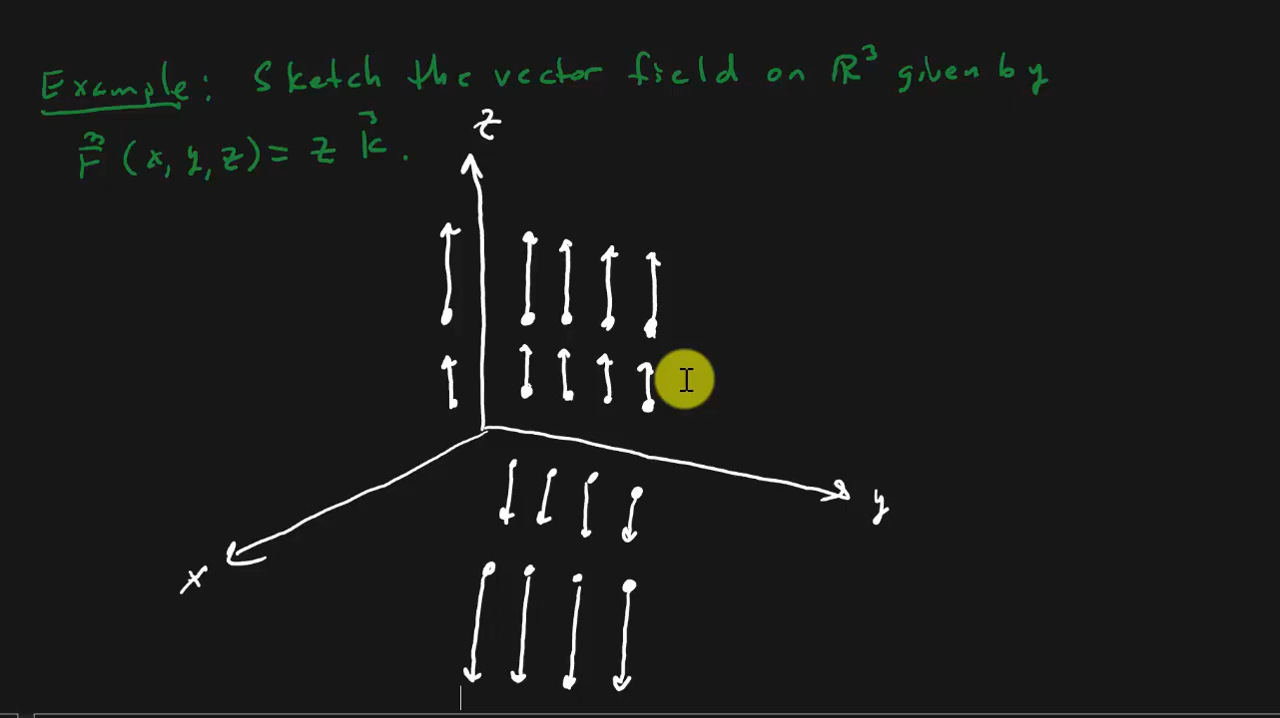 Example: Sketch the vector field on ℝ³ given by
F⃗ (x, y, z) = z k⃗.
z
y
x